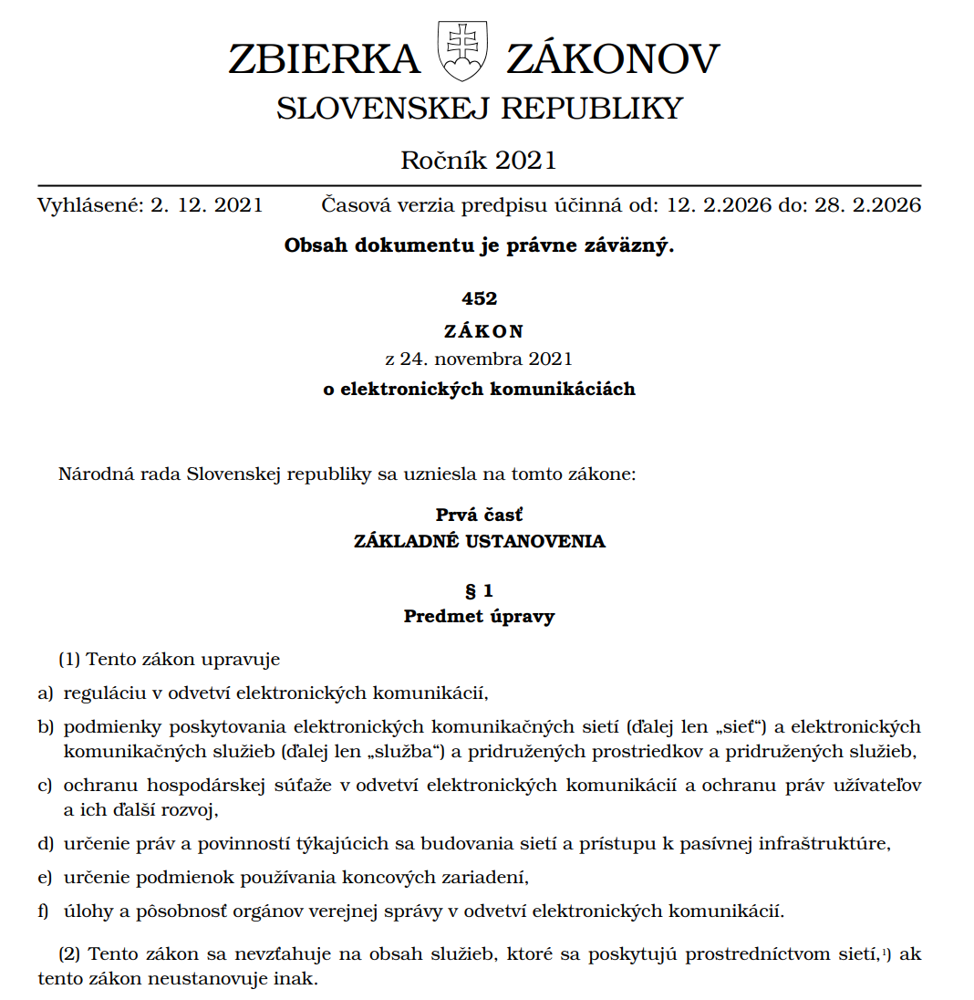 ZBIERKA ZÁKONOV
SLOVENSKEJ REPUBLIKY
Ročník 2021
Vyhlásené: 2. 12. 2021 Časová verzia predpisu účinná od: 12. 2.2026 do: 28. 2.2026
Obsah dokumentu je právne záväzný.
452
ZÁKON
z 24. novembra 2021
o elektronických komunikáciách
Národná rada Slovenskej republiky sa uzniesla na tomto zákone:
Prvá časť
ZÁKLADNÉ USTANOVENIA
§ 1
Predmet úpravy
(1) Tento zákon upravuje
a) reguláciu v odvetví elektronických komunikácií,
b) podmienky poskytovania elektronických komunikačných sietí (ďalej len „sieť“) a elektronických
komunikačných služieb (ďalej len „služba“) a pridružených prostriedkov a pridružených služieb,
c) ochranu hospodárskej súťaže v odvetví elektronických komunikácií a ochranu práv užívateľov
a ich ďalší rozvoj,
d) určenie práv a povinností týkajúcich sa budovania sietí a prístupu k pasívnej infraštruktúre,
e) určenie podmienok používania koncových zariadení,
f) úlohy a pôsobnosť orgánov verejnej správy v odvetví elektronických komunikácií.
(2) Tento zákon sa nevzťahuje na obsah služieb, ktoré sa poskytujú prostredníctvom sietí,¹) ak
tento zákon neustanovuje inak.